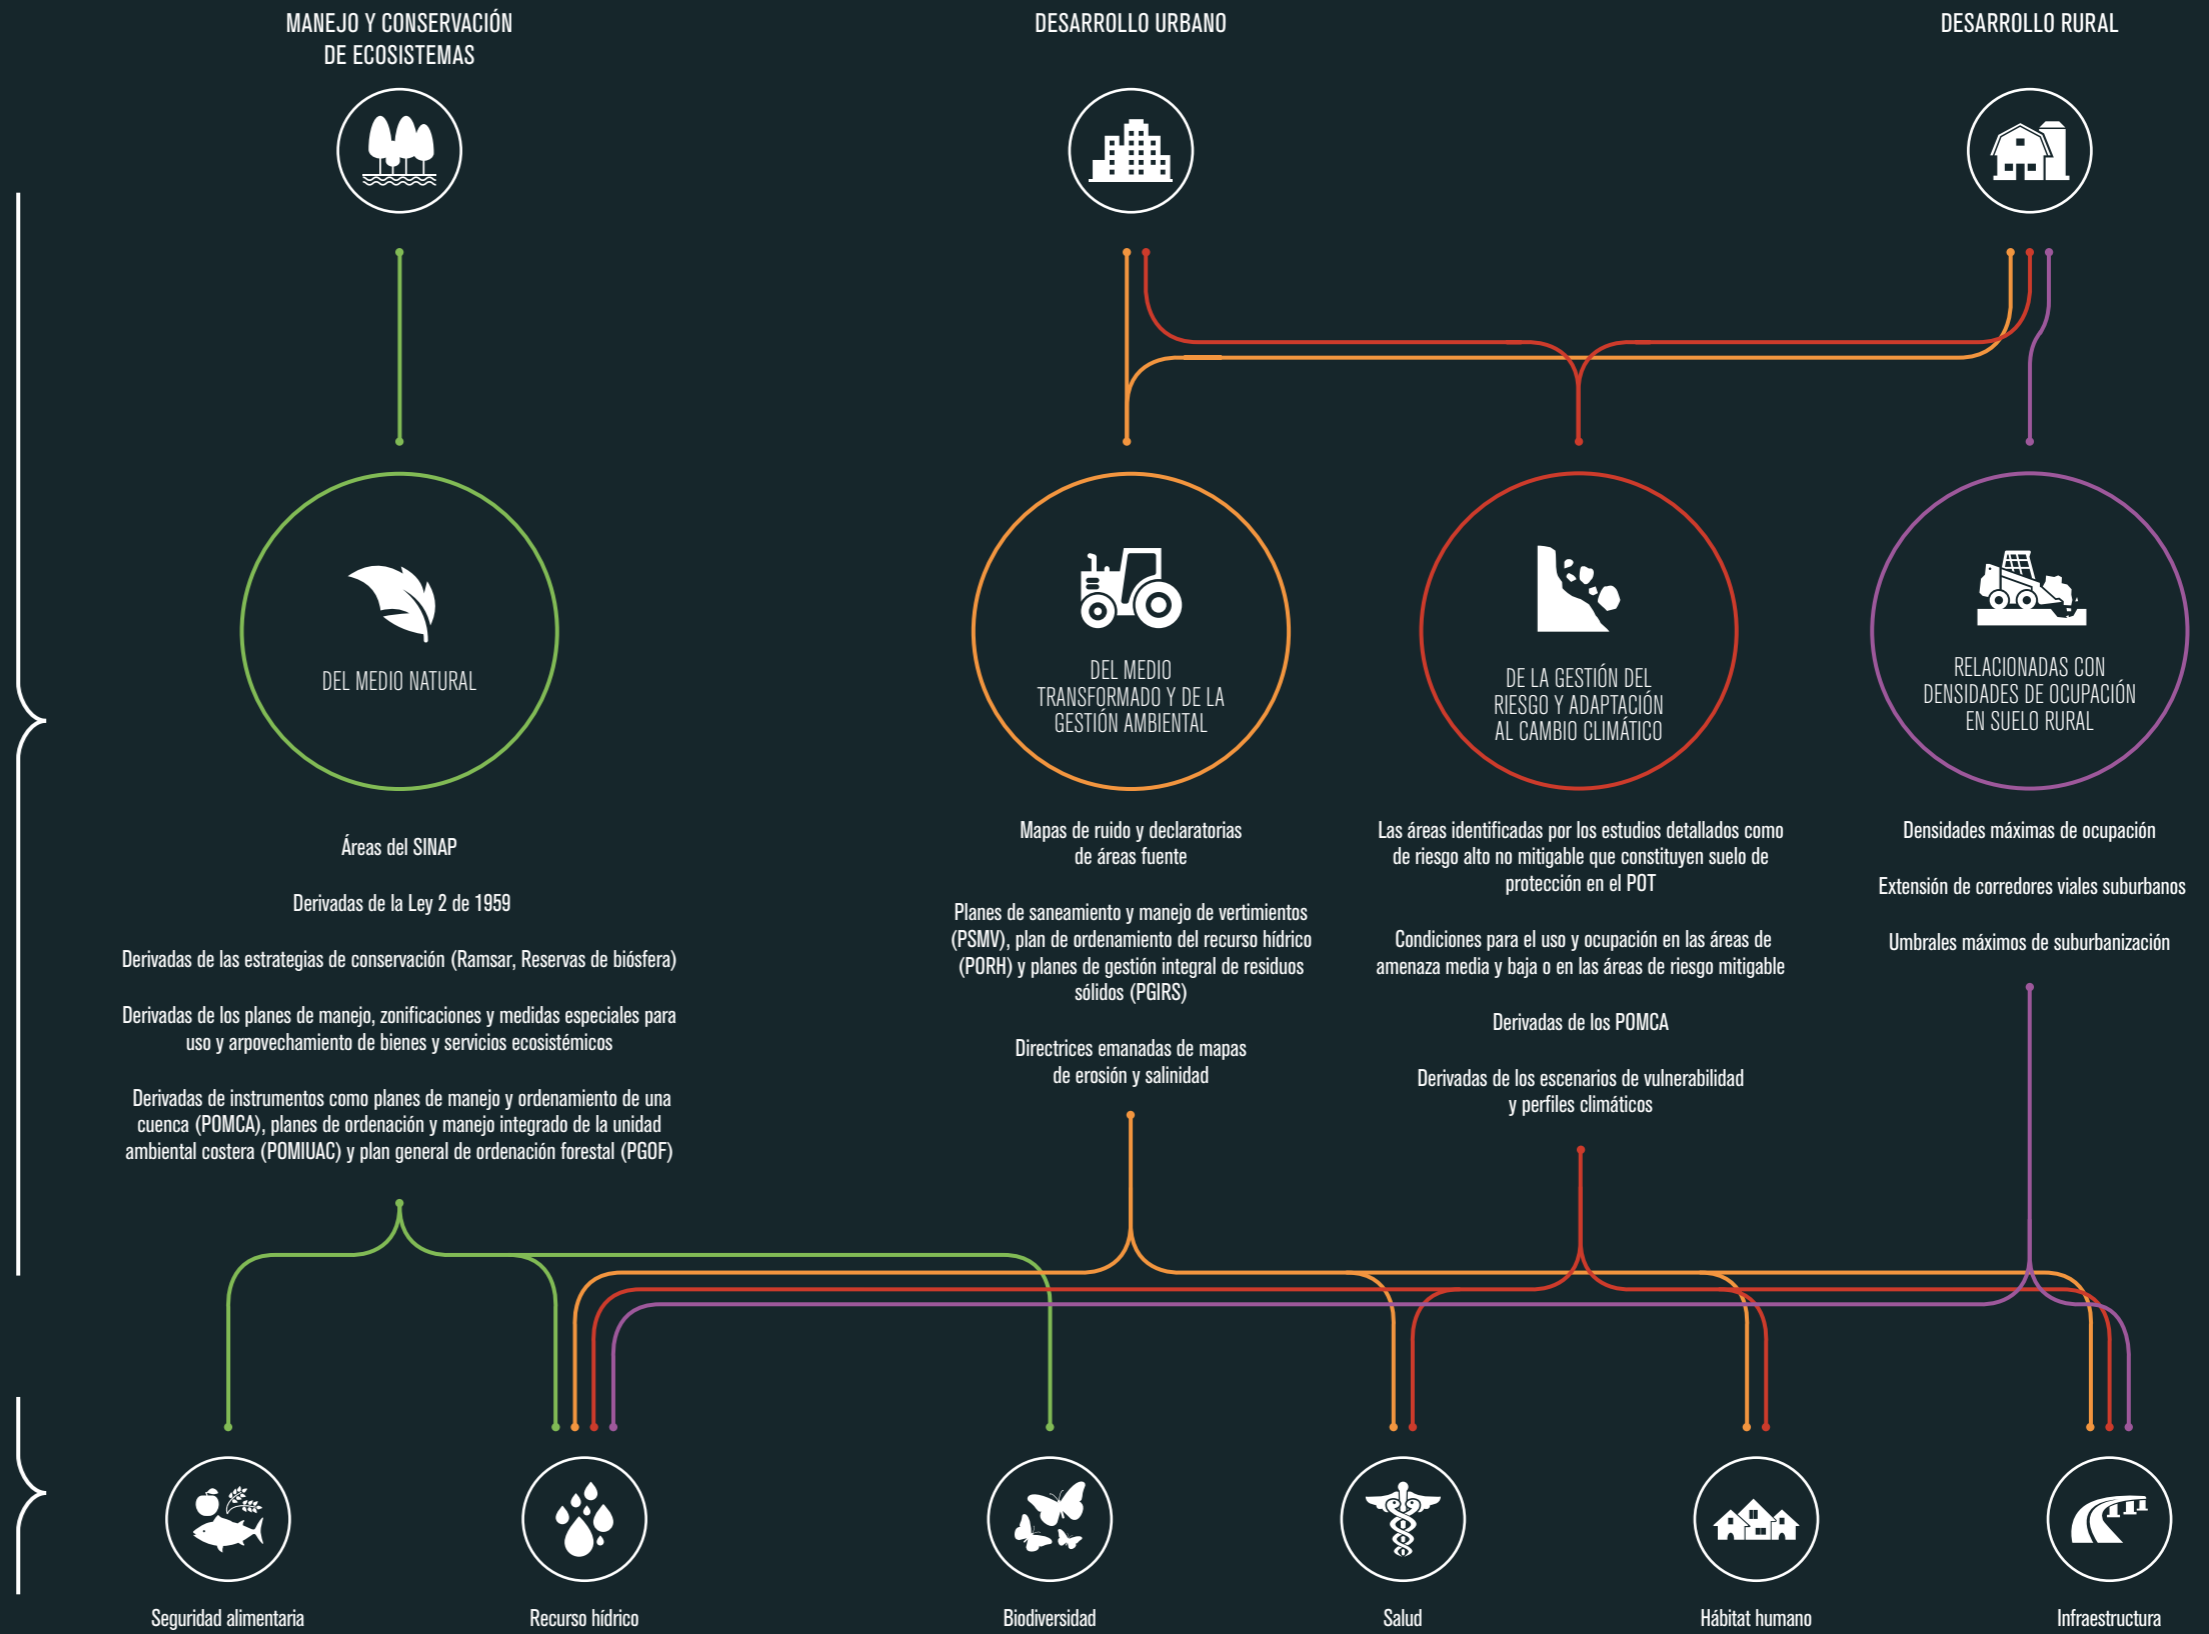 MANEJO Y CONSERVACIÓN
DE ECOSISTEMAS
DESARROLLO URBANO
DESARROLLO RURAL
DEL MEDIO NATURAL
DEL MEDIO
TRANSFORMADO Y DE LA
GESTIÓN AMBIENTAL
DE LA GESTIÓN DEL
RIESGO Y ADAPTACIÓN
AL CAMBIO CLIMÁTICO
RELACIONADAS CON
DENSIDADES DE OCUPACIÓN
EN SUELO RURAL
Áreas del SINAP
Derivadas de la Ley 2 de 1959
Derivadas de las estrategias de conservación (Ramsar, Reservas de biósfera)
Derivadas de los planes de manejo, zonificaciones y medidas especiales para
uso y arpovechamiento de bienes y servicios ecosistémicos
Derivadas de instrumentos como planes de manejo y ordenamiento de una
cuenca (POMCA), planes de ordenación y manejo integrado de la unidad
ambiental costera (POMIUAC) y plan general de ordenación forestal (PGOF)
Mapas de ruido y declaratorias
de áreas fuente
Planes de saneamiento y manejo de vertimientos
(PSMV), plan de ordenamiento del recurso hídrico
(PORH) y planes de gestión integral de residuos
sólidos (PGIRS)
Directrices emanadas de mapas
de erosión y salinidad
Las áreas identificadas por los estudios detallados como
de riesgo alto no mitigable que constituyen suelo de
protección en el POT
Condiciones para el uso y ocupación en las áreas de
amenaza media y baja o en las áreas de riesgo mitigable
Derivadas de los POMCA
Derivadas de los escenarios de vulnerabilidad
y perfiles climáticos
Densidades máximas de ocupación
Extensión de corredores viales suburbanos
Umbrales máximos de suburbanización
Seguridad alimentaria
Recurso hídrico
Biodiversidad
Salud
Hábitat humano
Infraestructura